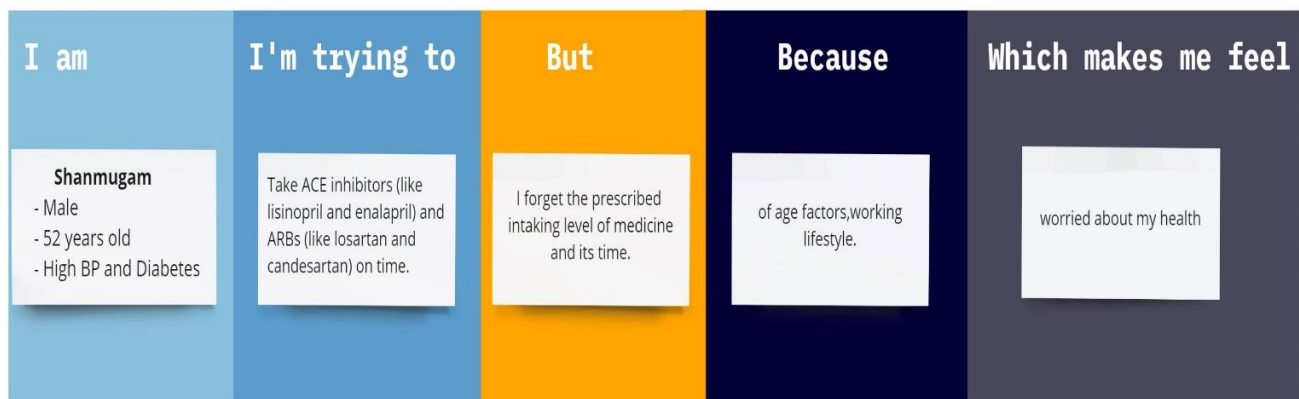 I am
Shanmugam
- Male
- 52 years old
- High BP and Diabetes
I'm trying to
Take ACE inhibitors (like
lisinopril and enalapril) and
ARBs (like losartan and
candesartan) on time.
But
I forget the prescribed
intaking level of medicine
and its time.
Because
of age factors,working
lifestyle.
Which makes me feel
worried about my health